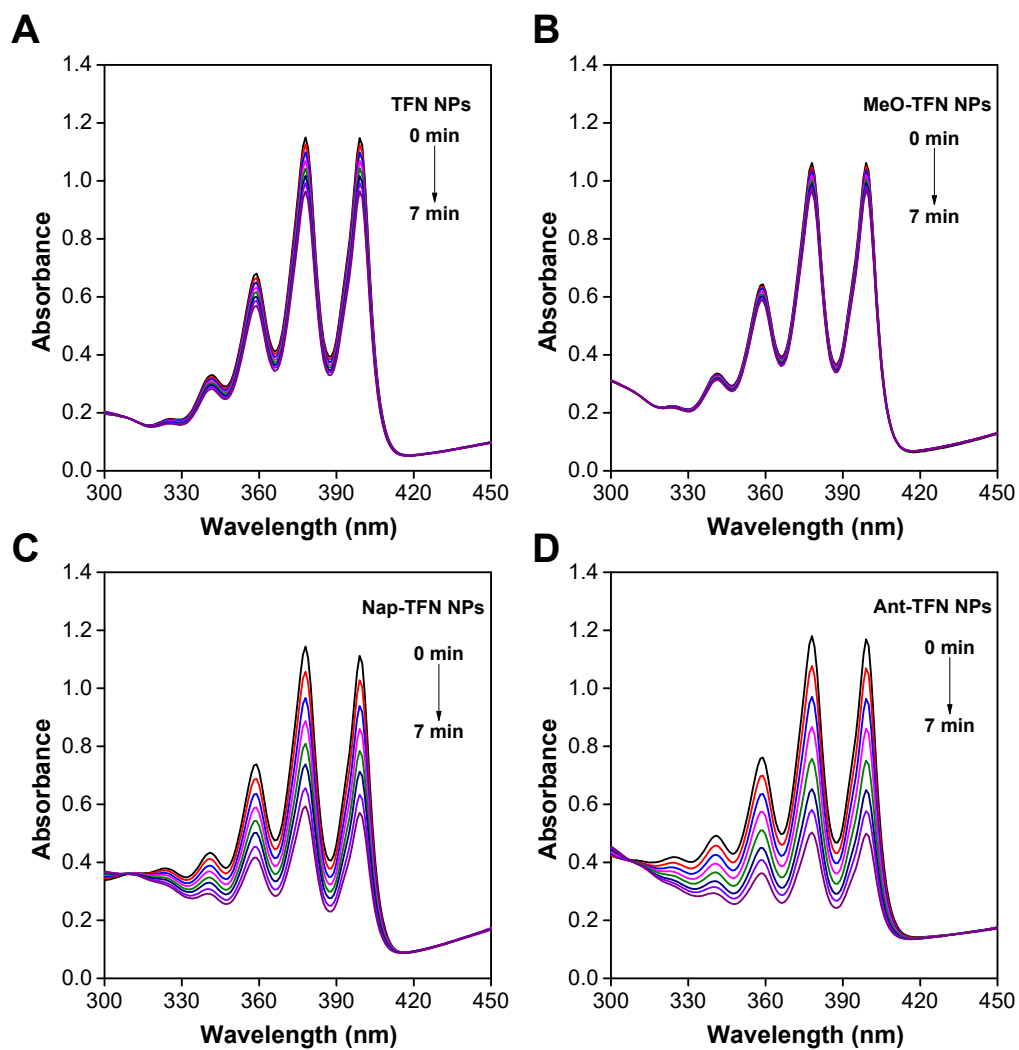 A
1.4
1.2
1.0
0.8
0.6
0.4
0.2
0.0
Absorbance
TFN NPs
0 min
7 min
300 330 360 390 420 450
Wavelength (nm)
B
1.4
1.2
1.0
0.8
0.6
0.4
0.2
0.0
Absorbance
MeO-TFN NPs
0 min
7 min
300 330 360 390 420 450
Wavelength (nm)
C
1.4
1.2
1.0
0.8
0.6
0.4
0.2
0.0
Absorbance
Nap-TFN NPs
0 min
7 min
300 330 360 390 420 450
Wavelength (nm)
D
1.4
1.2
1.0
0.8
0.6
0.4
0.2
0.0
Absorbance
Ant-TFN NPs
0 min
7 min
300 330 360 390 420 450
Wavelength (nm)